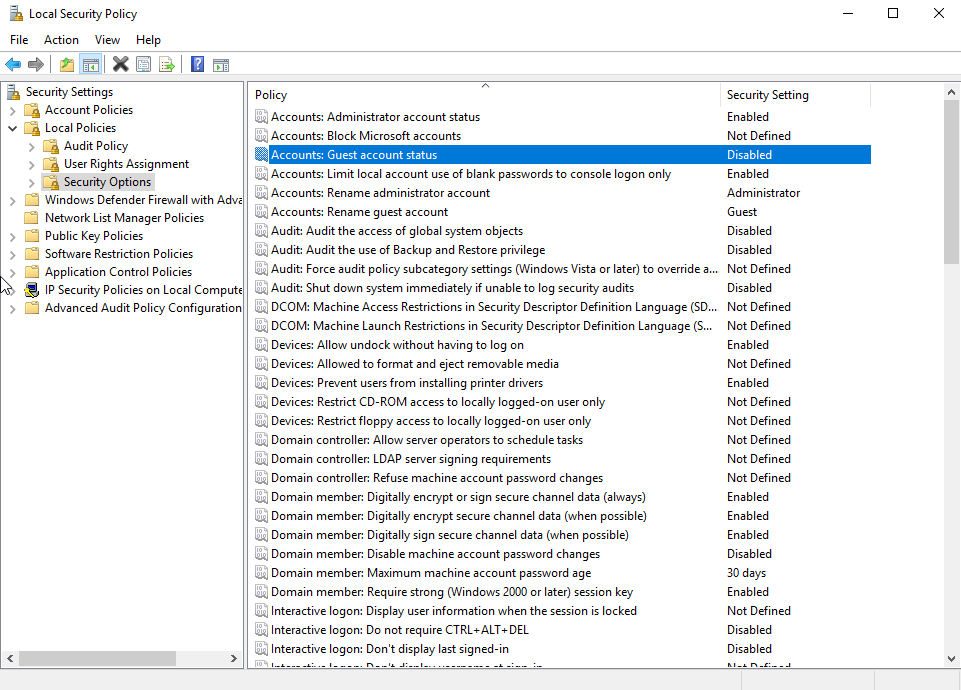 Local Security Policy
File Action View Help
Security Settings
Account Policies
Local Policies
Audit Policy
User Rights Assignment
Security Options
Windows Defender Firewall with Adva
Network List Manager Policies
Public Key Policies
Software Restriction Policies
Application Control Policies
IP Security Policies on Local Compute
Advanced Audit Policy Configuration
Policy Security Setting
Accounts: Administrator account status Enabled
Accounts: Block Microsoft accounts Not Defined
Accounts: Guest account status Disabled
Accounts: Limit local account use of blank passwords to console logon only Enabled
Accounts: Rename administrator account Administrator
Accounts: Rename guest account Guest
Audit: Audit the access of global system objects Disabled
Audit: Audit the use of Backup and Restore privilege Disabled
Audit: Force audit policy subcategory settings (Windows Vista or later) to override a... Not Defined
Audit: Shut down system immediately if unable to log security audits Disabled
DCOM: Machine Access Restrictions in Security Descriptor Definition Language (SD... Not Defined
DCOM: Machine Launch Restrictions in Security Descriptor Definition Language (S... Not Defined
Devices: Allow undock without having to log on Enabled
Devices: Allowed to format and eject removable media Not Defined
Devices: Prevent users from installing printer drivers Enabled
Devices: Restrict CD-ROM access to locally logged-on user only Not Defined
Devices: Restrict floppy access to locally logged-on user only Not Defined
Domain controller: Allow server operators to schedule tasks Not Defined
Domain controller: LDAP server signing requirements Not Defined
Domain controller: Refuse machine account password changes Not Defined
Domain member: Digitally encrypt or sign secure channel data (always) Enabled
Domain member: Digitally encrypt secure channel data (when possible) Enabled
Domain member: Digitally sign secure channel data (when possible) Enabled
Domain member: Disable machine account password changes Disabled
Domain member: Maximum machine account password age 30 days
Domain member: Require strong (Windows 2000 or later) session key Enabled
Interactive logon: Display user information when the session is locked Not Defined
Interactive logon: Do not require CTRL+ALT+DEL Disabled
Interactive logon: Don't display last signed-in Disabled
Interactive logon: Don't display username at sign-in Not Defined